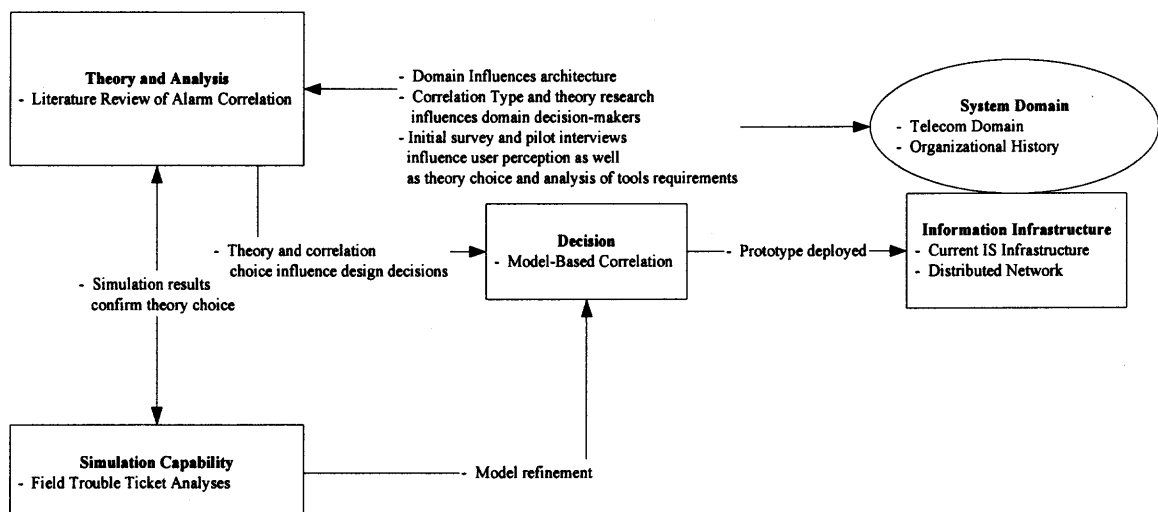 Theory and Analysis
- Literature Review of Alarm Correlation
- Domain Influences architecture
- Correlation Type and theory research
influences domain decision-makers
- Initial survey and pilot interviews
influence user perception as well
as theory choice and analysis of tools requirements
System Domain
- Telecom Domain
- Organizational History
- Theory and correlation
choice influence design decisions
Decision
- Model-Based Correlation
- Prototype deployed
Information Infrastructure
- Current IS Infrastructure
- Distributed Network
- Simulation results
confirm theory choice
Simulation Capability
- Field Trouble Ticket Analyses
- Model refinement